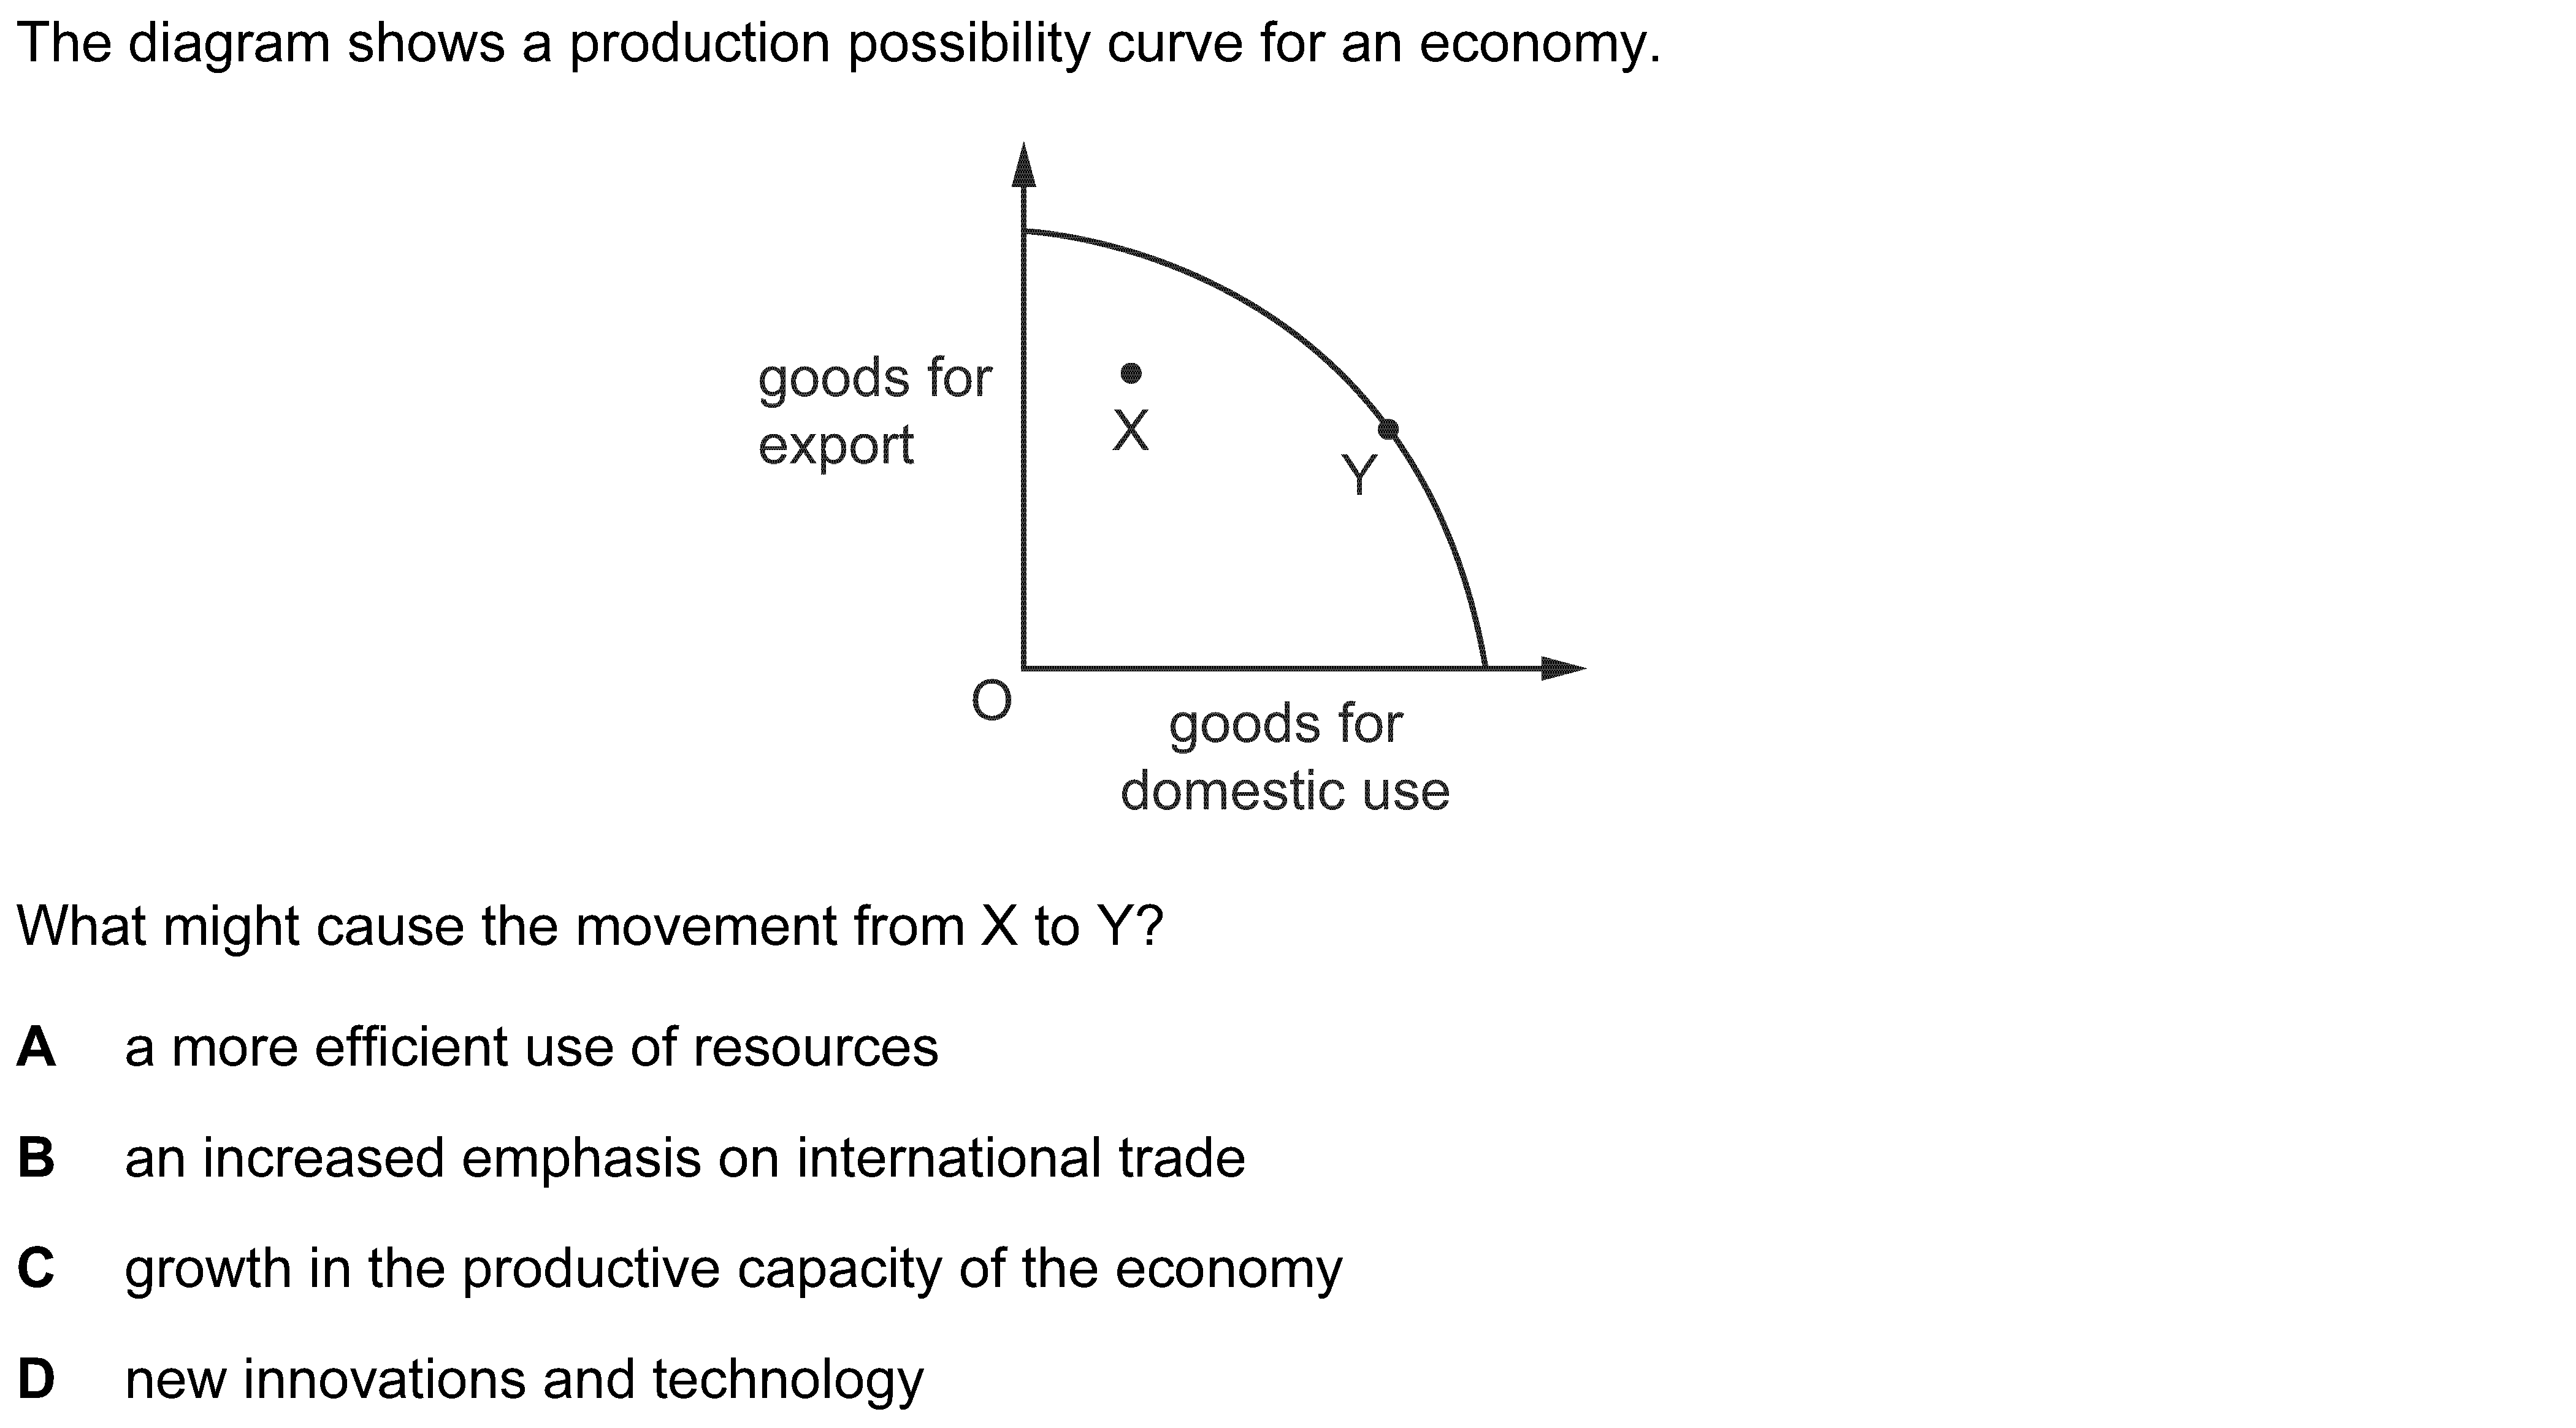 The diagram shows a production possibility curve for an economy.
goods for
export
X
Y
O
goods for
domestic use
What might cause the movement from X to Y?
A a more efficient use of resources
B an increased emphasis on international trade
C growth in the productive capacity of the economy
D new innovations and technology